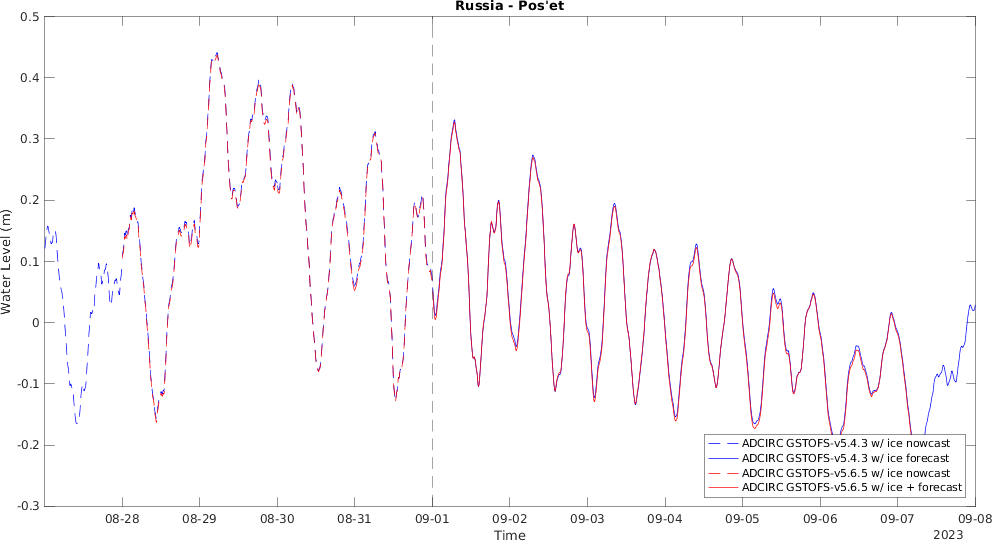 Russia - Pos'et
0.5
0.4
0.3
0.2
0.1
0
-0.1
-0.2
-0.3
Water Level (m)
ADCIRC GSTOFS-v5.4.3 w/ ice nowcast
ADCIRC GSTOFS-v5.4.3 w/ ice forecast
ADCIRC GSTOFS-v5.6.5 w/ ice nowcast
ADCIRC GSTOFS-v5.6.5 w/ ice + forecast
08-28 08-29 08-30 08-31 09-01 09-02 09-03 09-04 09-05 09-06 09-07 09-08
Time
2023